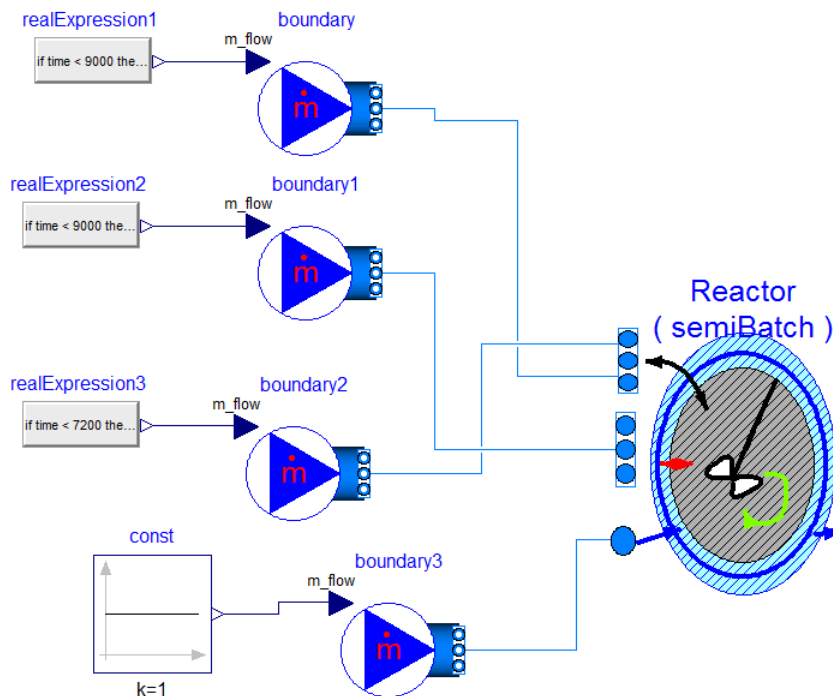 realExpression1
boundary
m_flow
if time < 9000 the...
ṁ
realExpression2
boundary1
m_flow
if time < 9000 the...
ṁ
Reactor
( semiBatch )
realExpression3
boundary2
m_flow
if time < 7200 the...
ṁ
const
boundary3
m_flow
ṁ
k=1